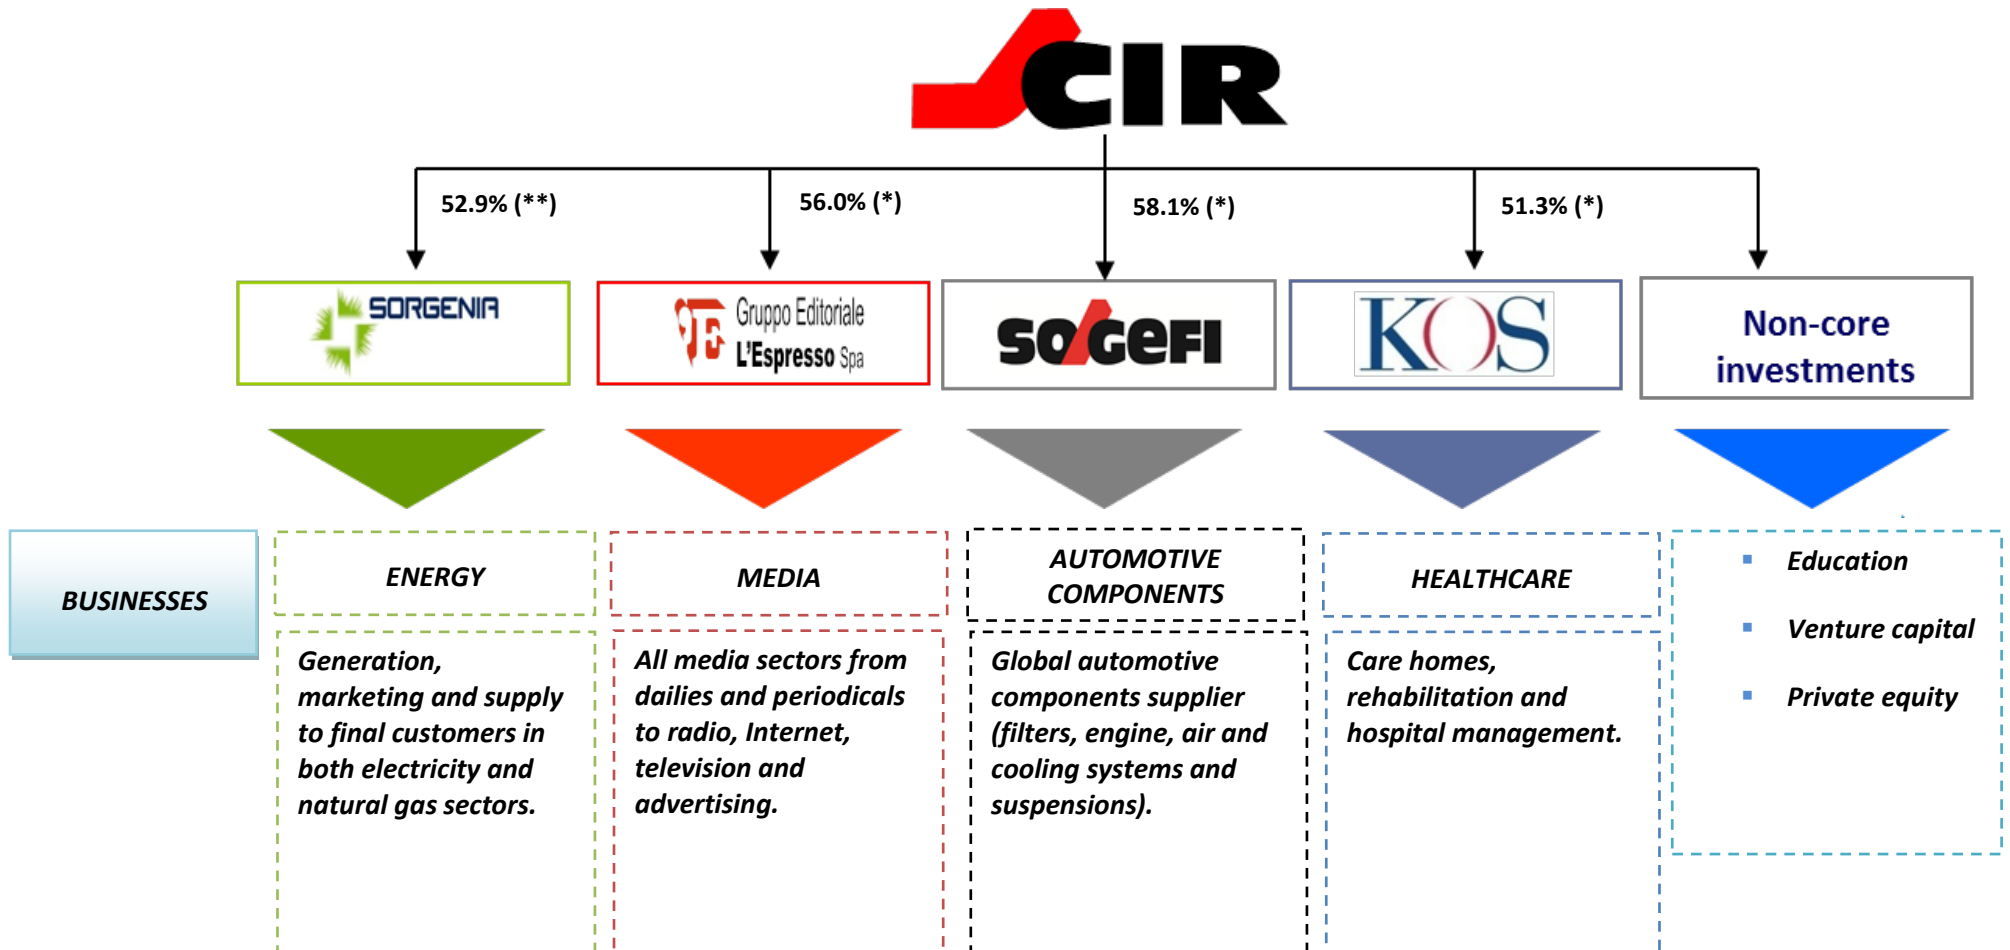 CIR
52.9% (**)
56.0% (*)
58.1% (*)
51.3% (*)
SORGENIA
Gruppo Editoriale
L'Espresso Spa
SOGEFI
KOS
Non-core
investments
BUSINESSES
ENERGY
MEDIA
AUTOMOTIVE
COMPONENTS
HEALTHCARE
Generation,
marketing and supply
to final customers in
both electricity and
natural gas sectors.
All media sectors from
dailies and periodicals
to radio, Internet,
television and
advertising.
Global automotive
components supplier
(filters, engine, air and
cooling systems and
suspensions).
Care homes,
rehabilitation and
hospital management.
▪ Education
▪ Venture capital
▪ Private equity